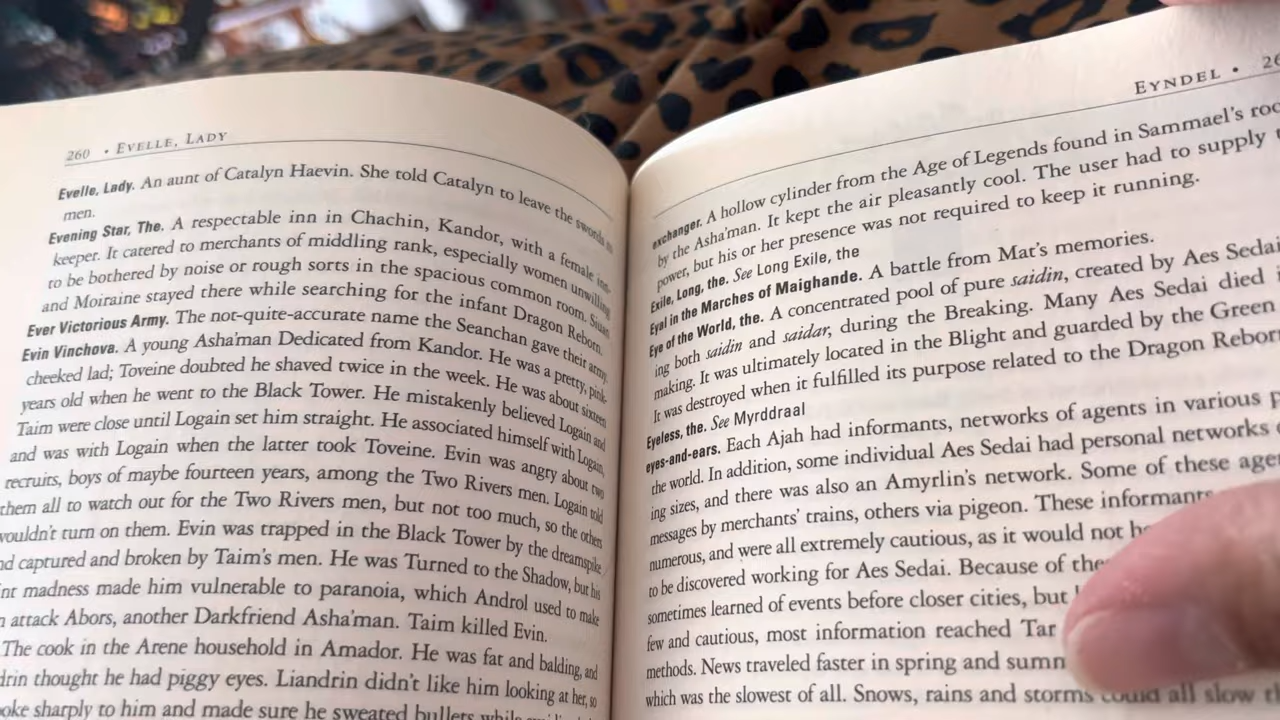 260 • EVELLE, LADY
Evelle, Lady. An aunt of Catalyn Haevin. She told Catalyn to leave the swords
men.
Evening Star, The. A respectable inn in Chachin, Kandor, with a female inn-
keeper. It catered to merchants of middling rank, especially women unwilling
to be bothered by noise or rough sorts in the spacious common room. Siuan
and Moiraine stayed there while searching for the infant Dragon Reborn.
Ever Victorious Army. The not-quite-accurate name the Seanchan gave their army.
Evin Vinchova. A young Asha'man Dedicated from Kandor. He was a pretty, pink-
cheeked lad; Toveine doubted he shaved twice in the week. He was about sixteen
years old when he went to the Black Tower. He mistakenly believed Logain and
Taim were close until Logain set him straight. He associated himself with Logain,
and was with Logain when the latter took Toveine. Evin was angry about two
recruits, boys of maybe fourteen years, among the Two Rivers men. Logain told
them all to watch out for the Two Rivers men, but not too much, so the others
wouldn't turn on them. Evin was trapped in the Black Tower by the dreamspike
nd captured and broken by Taim's men. He was Turned to the Shadow, but his
nt madness made him vulnerable to paranoia, which Androl used to make
attack Abors, another Darkfriend Asha'man. Taim killed Evin.
The cook in the Arene household in Amador. He was fat and balding, and
drin thought he had piggy eyes. Liandrin didn't like him looking at her, so
oke sharply to him and made sure he sweated bullets while
EYNDEL • 26
exchanger. A hollow cylinder from the Age of Legends found in Sammael's roo
by the Asha'man. It kept the air pleasantly cool. The user had to supply
power, but his or her presence was not required to keep it running.
Exile, Long, the. See Long Exile, the
Eyal in the Marches of Maighande. A battle from Mat's memories.
Eye of the World, the. A concentrated pool of pure saidin, created by Aes Sedai
ing both saidin and saidar, during the Breaking. Many Aes Sedai died
making. It was ultimately located in the Blight and guarded by the Green
It was destroyed when it fulfilled its purpose related to the Dragon Reborn
Eyeless, the. See Myrddraal
eyes-and-ears. Each Ajah had informants, networks of agents in various p
the world. In addition, some individual Aes Sedai had personal networks
ing sizes, and there was also an Amyrlin's network. Some of these agen
messages by merchants' trains, others via pigeon. These informants
numerous, and were all extremely cautious, as it would not
to be discovered working for Aes Sedai. Because of the
sometimes learned of events before closer cities, but
few and cautious, most information reached Tar
methods. News traveled faster in spring and summ
which was the slowest of all. Snows, rains and storms could all slow th